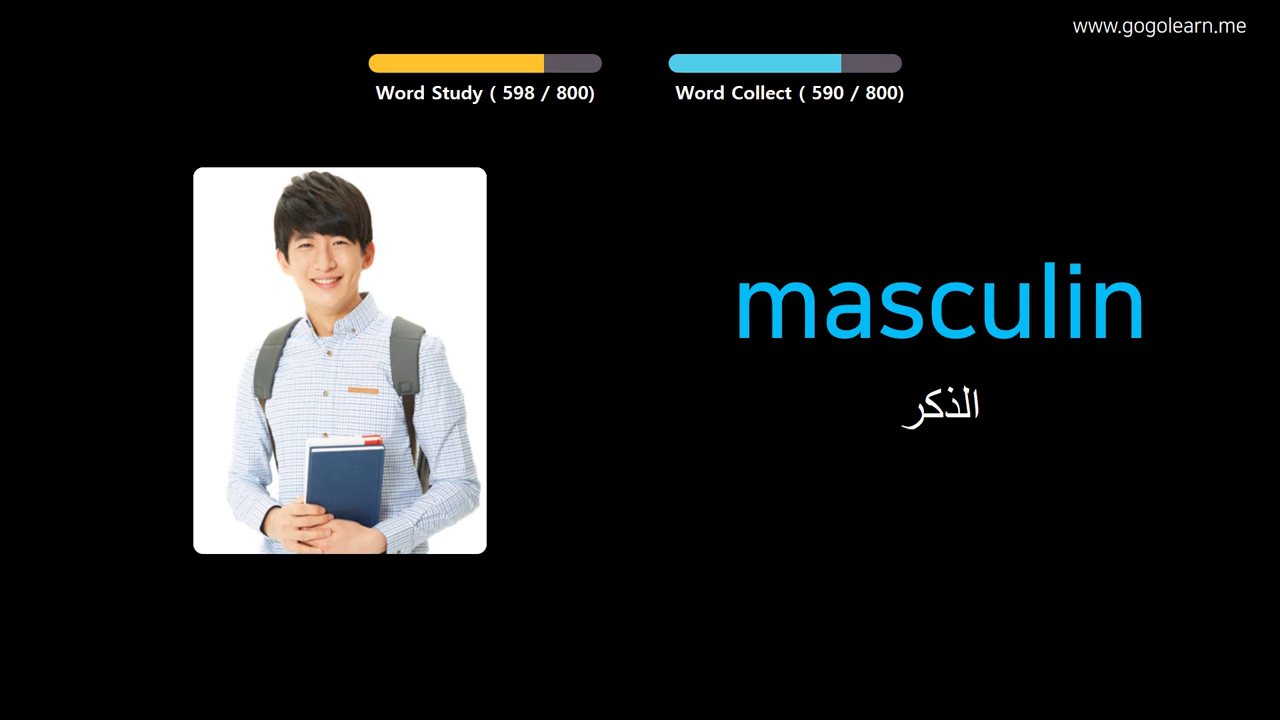 www.gogolearn.me
Word Study ( 598 / 800)
Word Collect ( 590 / 800)
masculin
الذكر